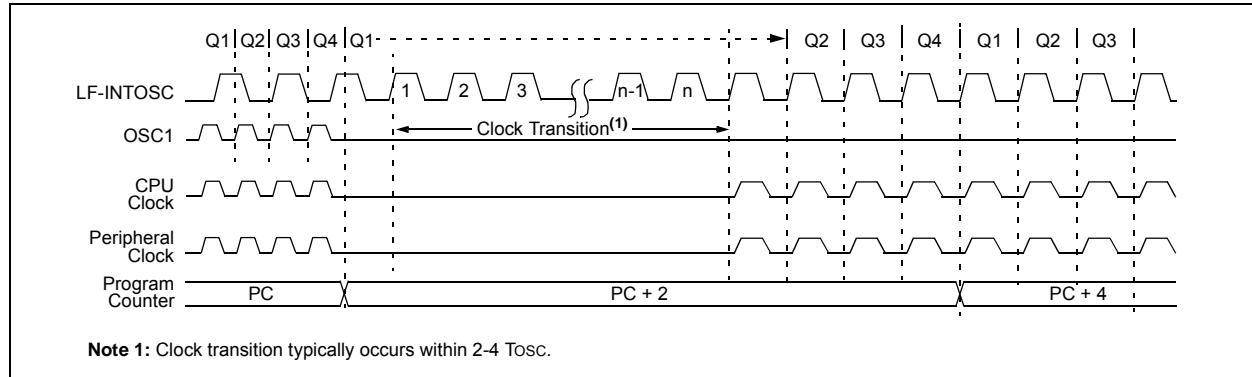 Q1 Q2 Q3 Q4 Q1 Q2 Q3 Q4 Q1 Q2 Q3
LF-INTOSC 1 2 3 n-1 n
Clock Transition(1)
OSC1
CPU
Clock
Peripheral
Clock
Program
Counter PC PC + 2 PC + 4
Note 1: Clock transition typically occurs within 2-4 TOSC.